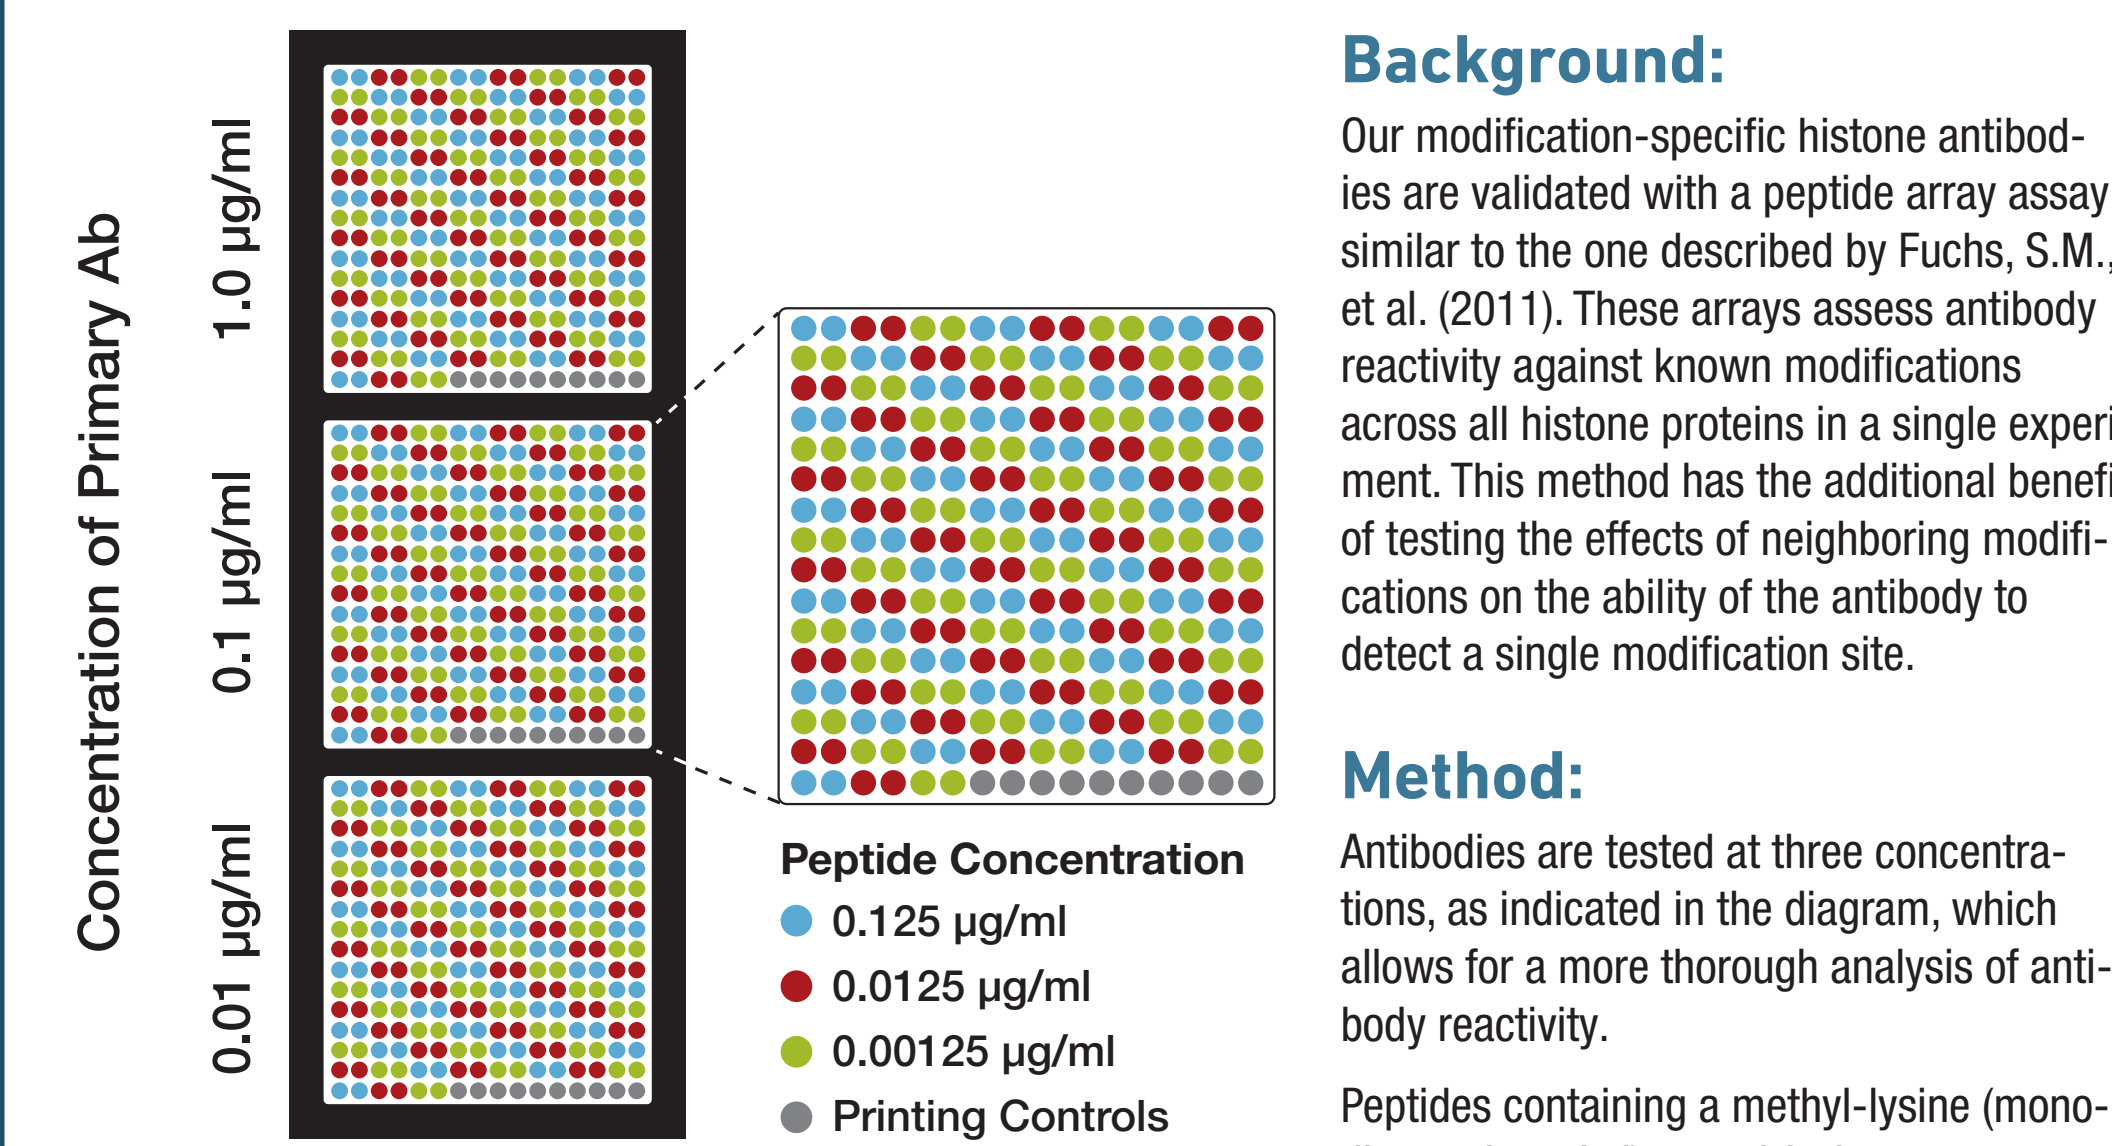 Concentration of Primary Ab
1.0 µg/ml
0.1 µg/ml
0.01 µg/ml
Peptide Concentration
0.125 µg/ml
0.0125 µg/ml
0.00125 µg/ml
Printing Controls
Background:
Our modification-specific histone antibod-
ies are validated with a peptide array assay
similar to the one described by Fuchs, S.M.,
et al. (2011). These arrays assess antibody
reactivity against known modifications
across all histone proteins in a single experi
ment. This method has the additional benefi
of testing the effects of neighboring modifi-
cations on the ability of the antibody to
detect a single modification site.
Method:
Antibodies are tested at three concentra-
tions, as indicated in the diagram, which
allows for a more thorough analysis of anti-
body reactivity.
Peptides containing a methyl-lysine (mono-